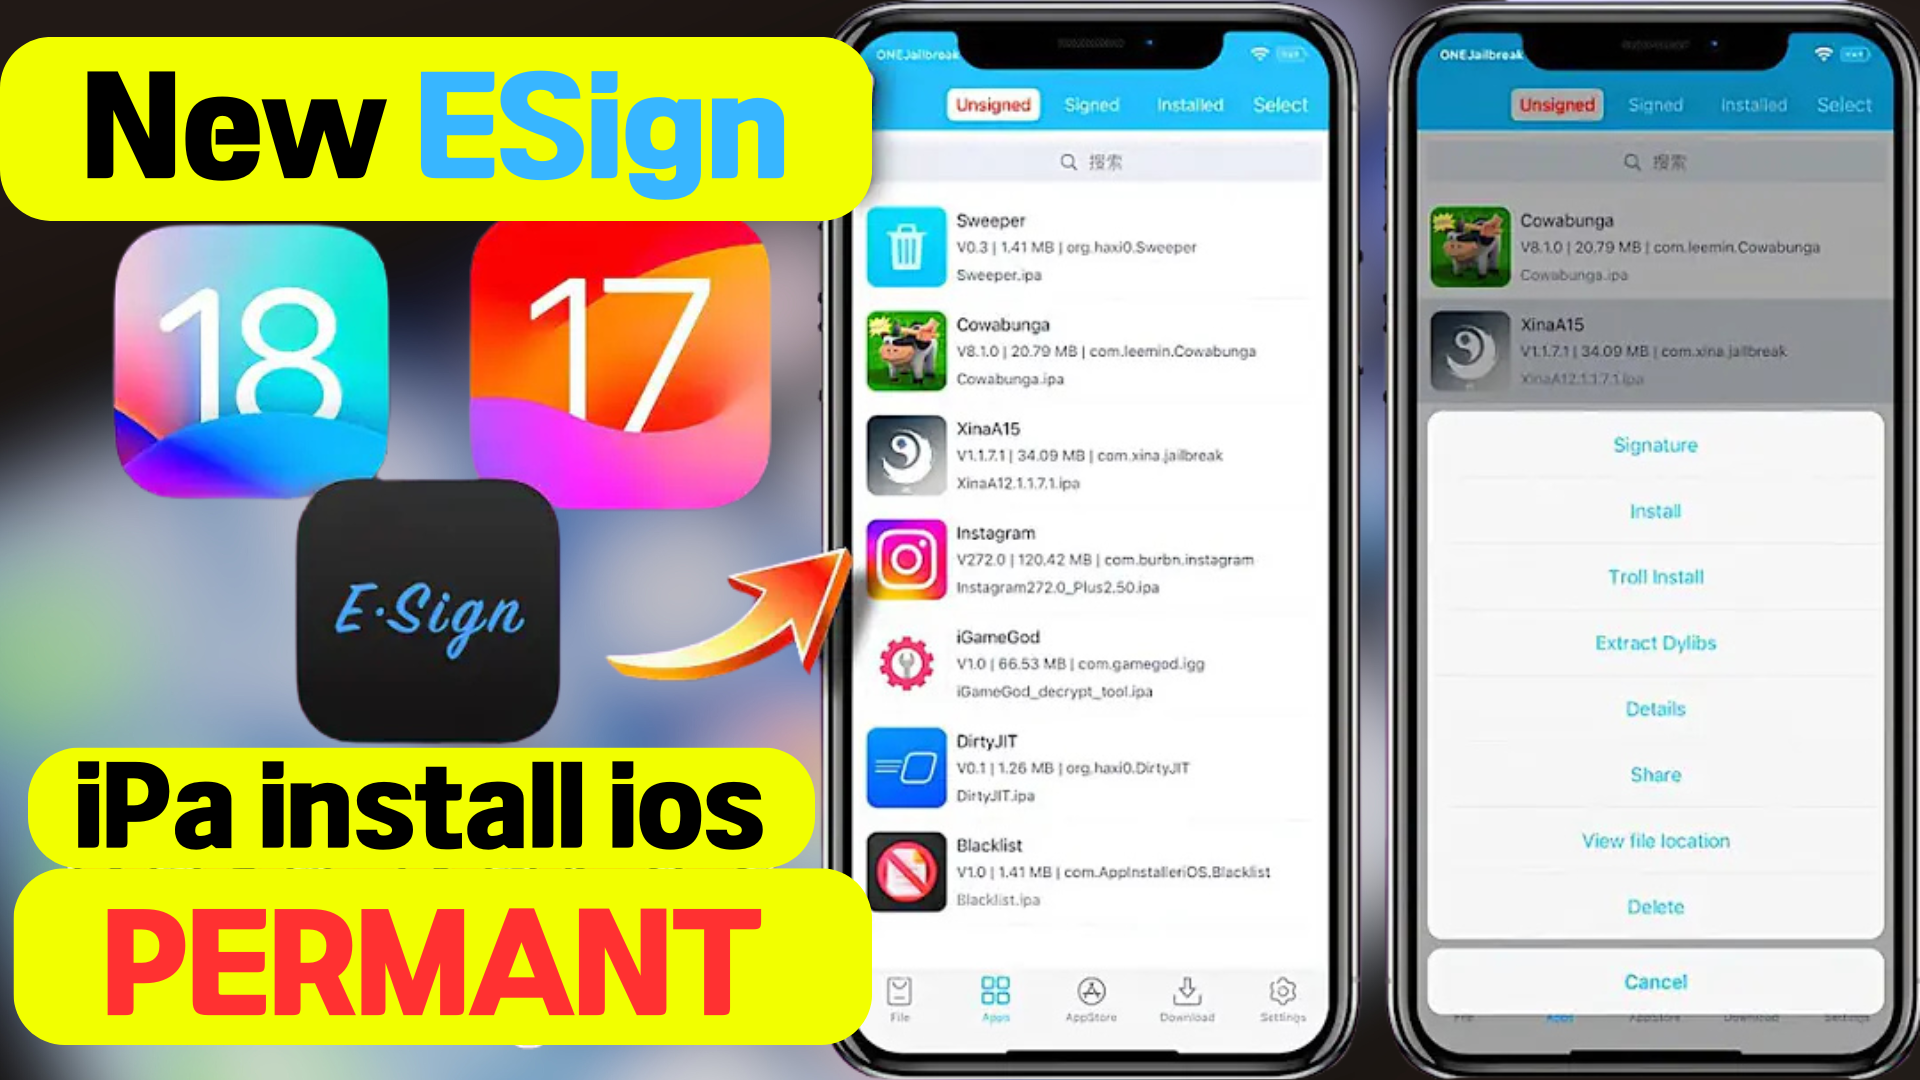 New ESign
18
17
E·Sign
iPa install ios
PERMANT
ONEJailbreak
Unsigned
Signed
Installed
Select
搜索
Sweeper
V0.3 | 1.41 MB | org.haxi0.Sweeper
Sweeper.ipa
Cowabunga
V8.1.0 | 20.79 MB | com.leemin.Cowabunga
Cowabunga.ipa
XinaA15
V1.1.7.1 | 34.09 MB | com.xina.jailbreak
XinaA12.1.1.7.1.ipa
Instagram
V272.0 | 120.42 MB | com.burbn.instagram
Instagram272.0_Plus2.50.ipa
iGameGod
V1.0 | 66.53 MB | com.gamegod.igg
iGameGod_decrypt_tool.ipa
DirtyJIT
V0.1 | 1.26 MB | org.haxi0.DirtyJIT
DirtyJIT.ipa
Blacklist
V1.0 | 1.41 MB | com.AppInstalleriOS.Blacklist
Blacklist.ipa
File
Apps
AppStore
Download
Settings
ONEJailbreak
Unsigned
Signed
Installed
Select
搜索
Cowabunga
V8.1.0 | 20.79 MB | com.leemin.Cowabunga
Cowabunga.ipa
XinaA15
V1.1.7.1 | 34.09 MB | com.xina.jailbreak
XinaA12.1.1.7.1.ipa
Signature
Install
Troll Install
Extract Dylibs
Details
Share
View file location
Delete
Cancel